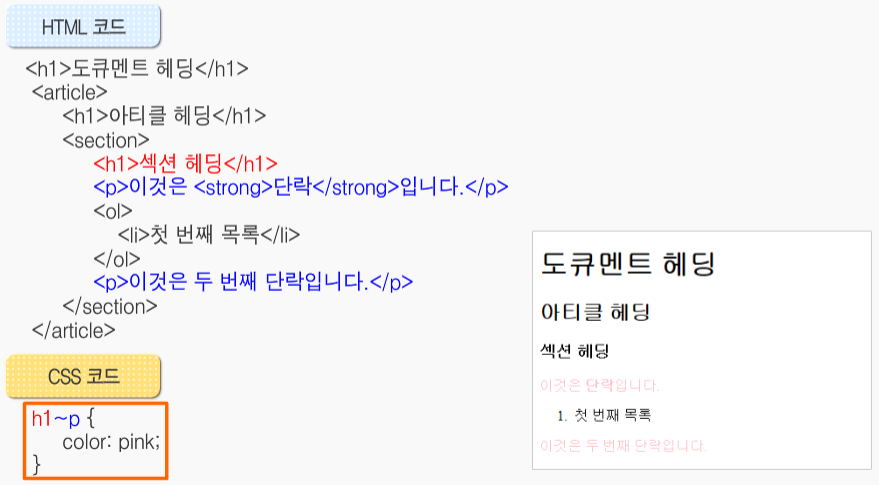 HTML 코드
<h1>도큐멘트 헤딩</h1>
<article>
<h1>아티클 헤딩</h1>
<section>
<h1>섹션 헤딩</h1>
<p>이것은 <strong>단락</strong>입니다.</p>
<ol>
<li>첫 번째 목록</li>
</ol>
<p>이것은 두 번째 단락입니다.</p>
</section>
</article>
CSS 코드
h1~p {
color: pink;
}
도큐멘트 헤딩
아티클 헤딩
섹션 헤딩
이것은 단락입니다.
1. 첫 번째 목록
이것은 두 번째 단락입니다.